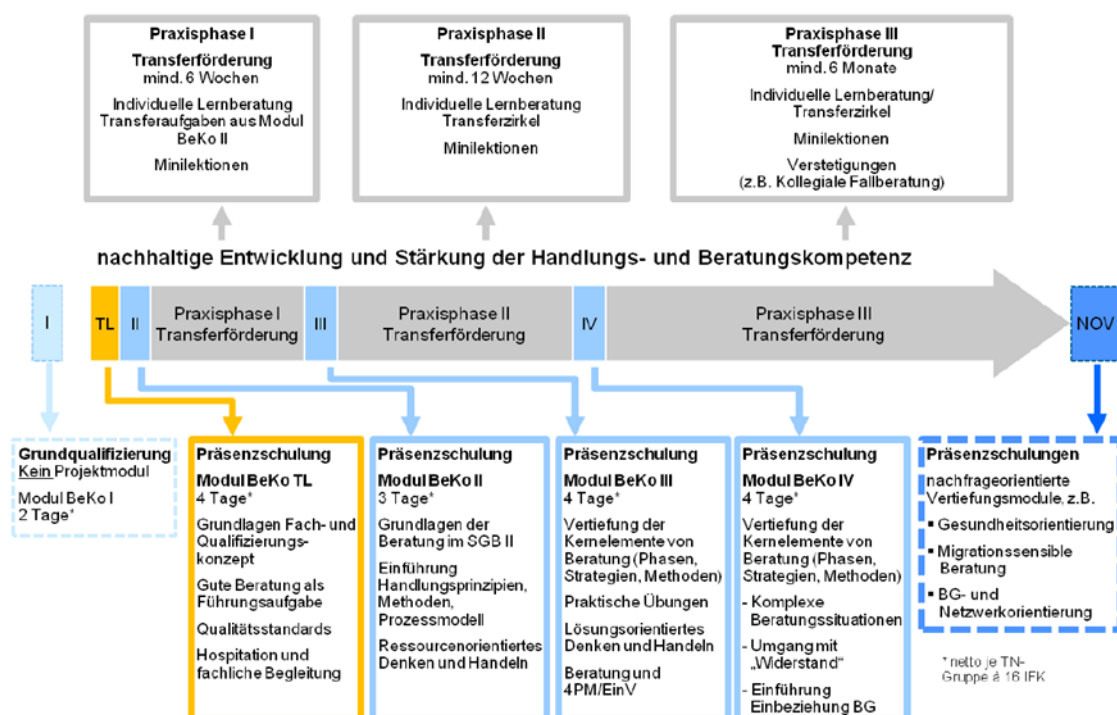 Praxisphase I
Transferförderung
mind. 6 Wochen
Individuelle Lernberatung
Transferaufgaben aus Modul
BeKo II
Minilektionen
Praxisphase II
Transferförderung
mind. 12 Wochen
Individuelle Lernberatung
Transferzirkel
Minilektionen
Praxisphase III
Transferförderung
mind. 6 Monate
Individuelle Lernberatung/
Transferzirkel
Minilektionen
Verstetigungen
(z.B. Kollegiale Fallberatung)
nachhaltige Entwicklung und Stärkung der Handlungs- und Beratungskompetenz
I
TL
II
Praxisphase I
Transferförderung
III
Praxisphase II
Transferförderung
IV
Praxisphase III
Transferförderung
NOV
Grundqualifizierung
Kein Projektmodul
Modul BeKo I
2 Tage*
Präsenzschulung
Modul BeKo TL
4 Tage*
Grundlagen Fach- und
Qualifizierungs-
konzept
Gute Beratung als
Führungsaufgabe
Qualitätsstandards
Hospitation und
fachliche Begleitung
Präsenzschulung
Modul BeKo II
3 Tage*
Grundlagen der
Beratung im SGB II
Einführung
Handlungsprinzipien,
Methoden,
Prozessmodell
Ressourcenorientiertes
Denken und Handeln
Präsenzschulung
Modul BeKo III
4 Tage*
Vertiefung der
Kernelemente von
Beratung (Phasen,
Strategien, Methoden)
Praktische Übungen
Lösungsorientiertes
Denken und Handeln
Beratung und
4PM/EinV
Präsenzschulung
Modul BeKo IV
4 Tage*
Vertiefung der
Kernelemente von
Beratung (Phasen,
Strategien, Methoden)
- Komplexe
Beratungssituationen
- Umgang mit
„Widerstand“
- Einführung
Einbeziehung BG
Präsenzschulungen
nachfrageorientierte
Vertiefungsmodule, z.B.
▪ Gesundheitsorientierung
▪ Migrationssensible
Beratung
▪ BG- und
Netzwerkorientierung
* netto je TN-
Gruppe à 16 IFK